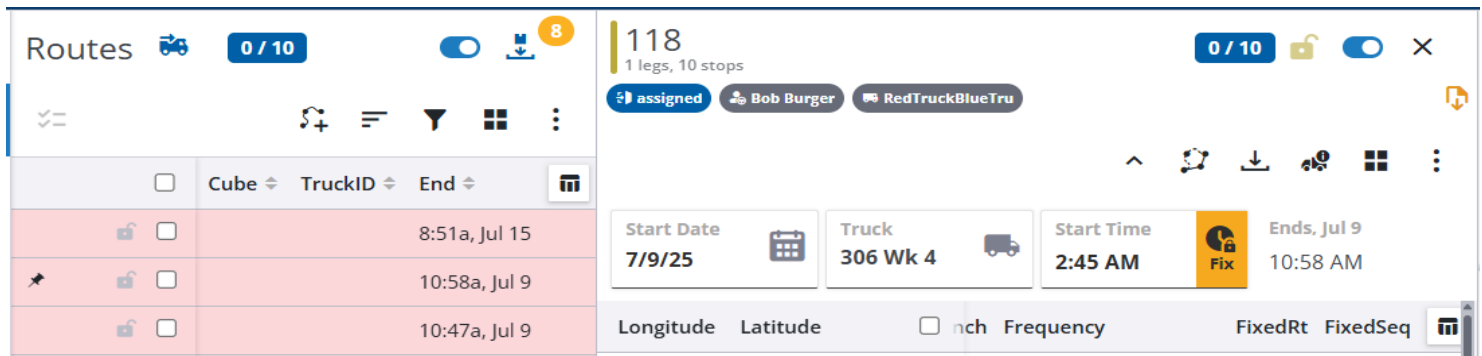 Routes 0 / 10 8
Cube TruckID End
8:51a, Jul 15
10:58a, Jul 9
10:47a, Jul 9
118 0 / 10
1 legs, 10 stops
assigned Bob Burger RedTruckBlueTru
Start Date Truck Start Time Ends, Jul 9
7/9/25 306 Wk 4 2:45 AM Fix 10:58 AM
Longitude Latitude nch Frequency FixedRt FixedSeq